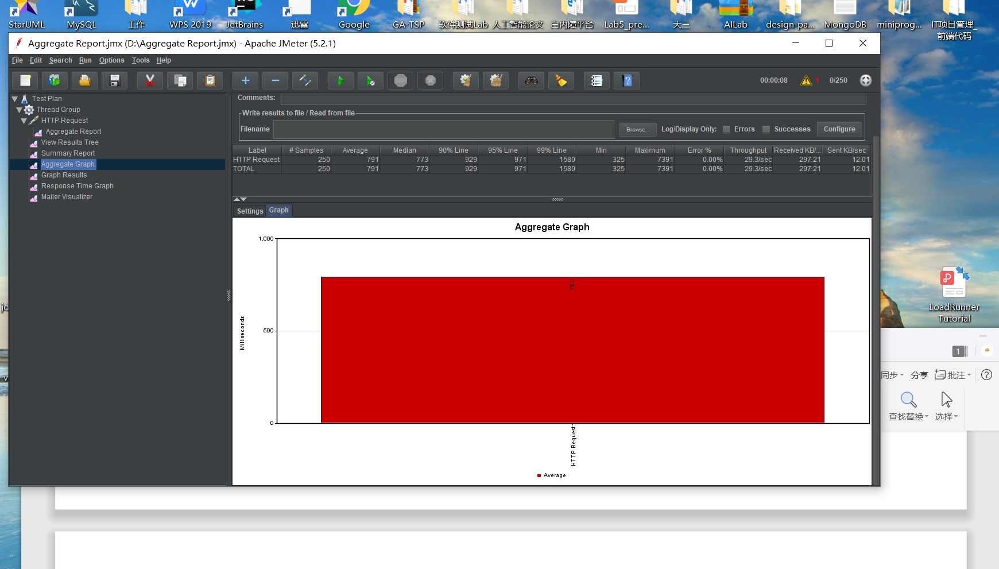 StarUML
MySQL
工作
WPS 2019
JetBrains
迅雷
Google
GA-TSP
软件测试Lab
人工智能论文
白内障平台
Lab5_pre...
大三
AILab
design-pa...
MongoDB
miniprog...
IT项目管理_
前端代码
Aggregate Report.jmx (D:\Aggregate Report.jmx) - Apache JMeter (5.2.1)
File Edit Search Run Options Tools Help
STOP
00:00:08 1 0/250
Test Plan
Thread Group
HTTP Request
Aggregate Report
View Results Tree
Summary Report
Aggregate Graph
Graph Results
Response Time Graph
Mailer Visualizer
Comments:
Write results to file / Read from file
Filename Browse... Log/Display Only: Errors Successes Configure
Label # Samples Average Median 90% Line 95% Line 99% Line Min Maximum Error % Throughput Received KB/... Sent KB/sec
HTTP Request 250 791 773 929 971 1580 325 7391 0.00% 29.3/sec 297.21 12.01
TOTAL 250 791 773 929 971 1580 325 7391 0.00% 29.3/sec 297.21 12.01
Settings Graph
Aggregate Graph
1,000
791
500
Milliseconds
0
HTTP Request
Average
jd
v
LoadRunner
Tutorial
1
同步 分享 批注
查找替换 选择